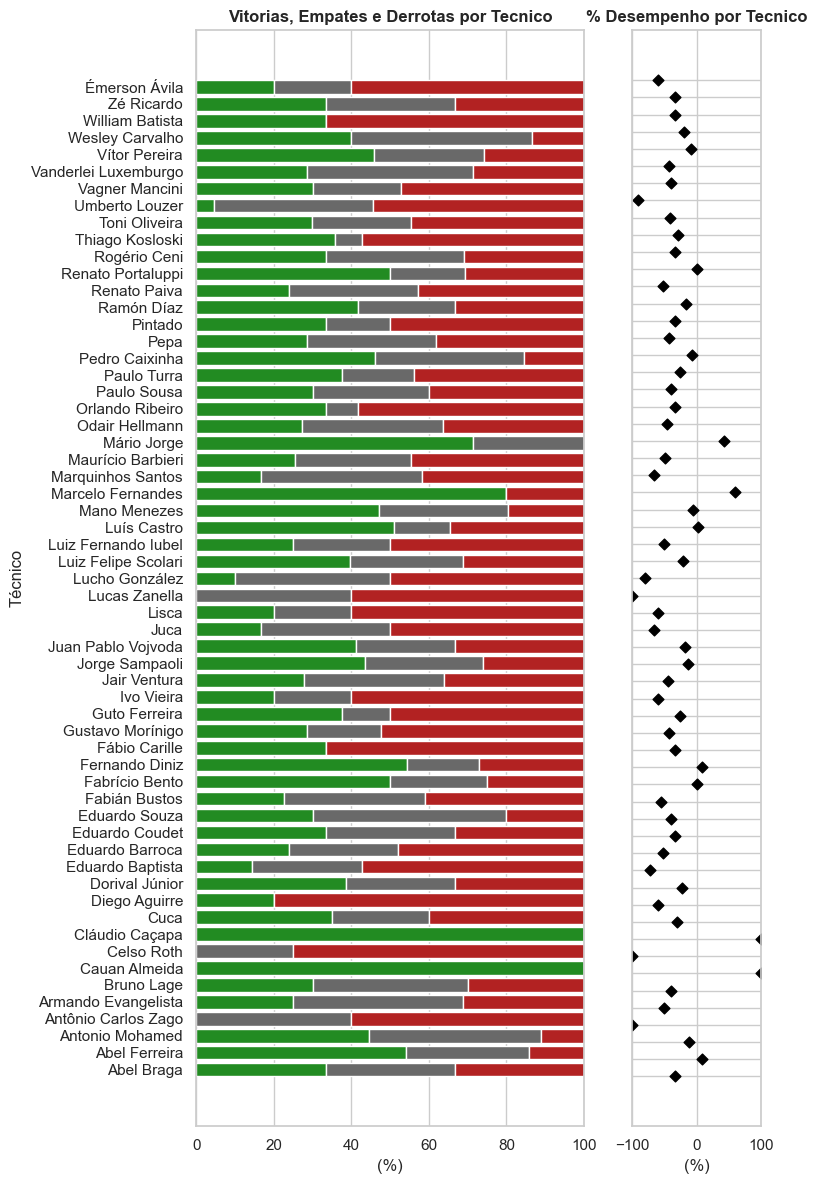 Vitorias, Empates e Derrotas por Tecnico
% Desempenho por Tecnico
Técnico
Émerson Ávila
Zé Ricardo
William Batista
Wesley Carvalho
Vítor Pereira
Vanderlei Luxemburgo
Vagner Mancini
Umberto Louzer
Toni Oliveira
Thiago Kosloski
Rogério Ceni
Renato Portaluppi
Renato Paiva
Ramón Díaz
Pintado
Pepa
Pedro Caixinha
Paulo Turra
Paulo Sousa
Orlando Ribeiro
Odair Hellmann
Mário Jorge
Maurício Barbieri
Marquinhos Santos
Marcelo Fernandes
Mano Menezes
Luís Castro
Luiz Fernando Iubel
Luiz Felipe Scolari
Lucho González
Lucas Zanella
Lisca
Juca
Juan Pablo Vojvoda
Jorge Sampaoli
Jair Ventura
Ivo Vieira
Guto Ferreira
Gustavo Morínigo
Fábio Carille
Fernando Diniz
Fabrício Bento
Fabián Bustos
Eduardo Souza
Eduardo Coudet
Eduardo Barroca
Eduardo Baptista
Dorival Júnior
Diego Aguirre
Cuca
Cláudio Caçapa
Celso Roth
Cauan Almeida
Bruno Lage
Armando Evangelista
Antônio Carlos Zago
Antonio Mohamed
Abel Ferreira
Abel Braga
0 20 40 60 80 100
(%)
−100 0 100
(%)